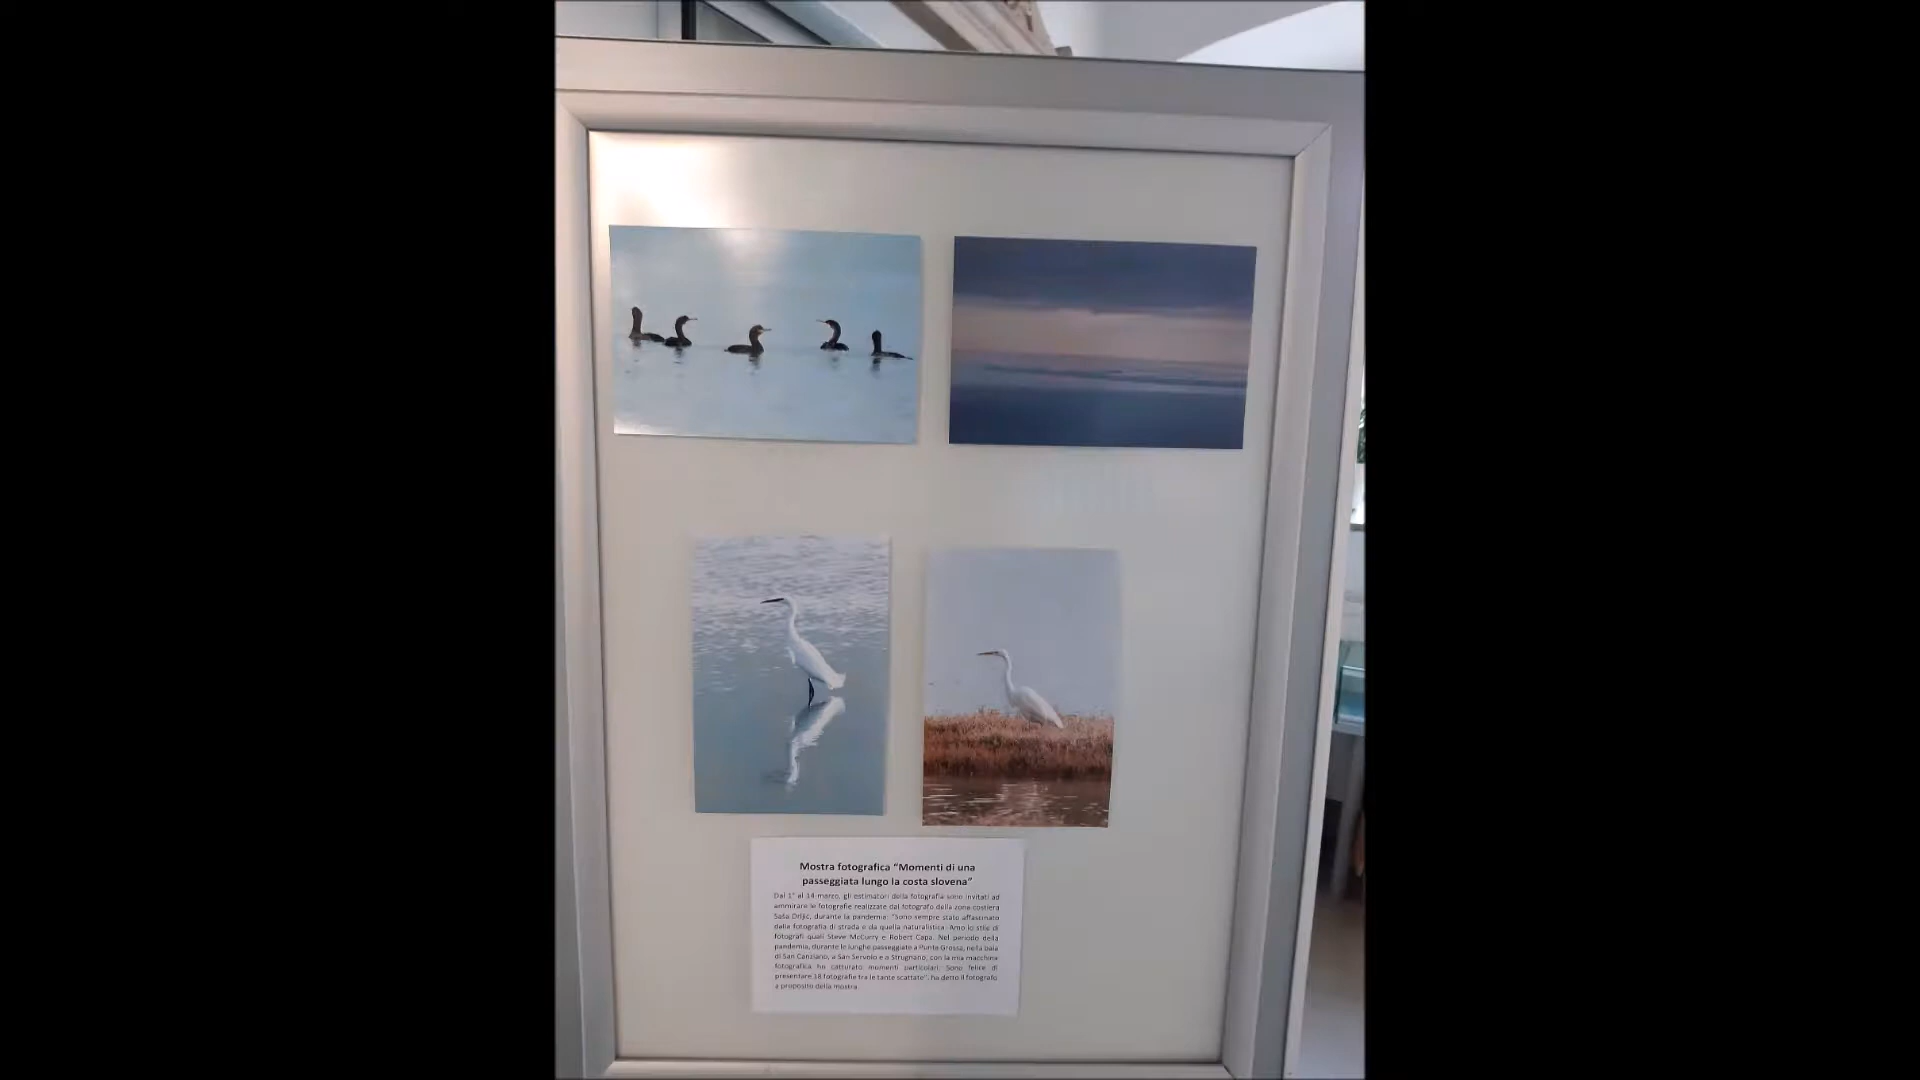 Mostra fotografica "Momenti di una
passeggiata lungo la costa slovena"
Dal 1° al 14 marzo, gli estimatori della fotografia sono invitati ad
ammirare le fotografie realizzate dal fotografo della zona costiera
Saša Drljić, durante la pandemia: "Sono sempre stato affascinato
dalla fotografia di strada e da quella naturalistica. Amo lo stile di
fotografi quali Steve McCurry e Robert Capa. Nel periodo della
pandemia, durante le lunghe passeggiate a Punta Grossa, nella baia
di San Canziano, a San Servolo e a Strugnano, con la mia macchina
fotografica ho catturato momenti particolari. Sono felice di
presentare 18 fotografie tra le tante scattate", ha detto il fotografo
a proposito della mostra.